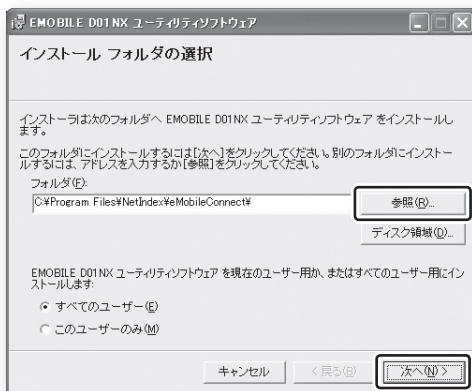 EMOBILE D01NX ユーティリティソフトウェア
インストール フォルダの選択
インストーラは次のフォルダへ EMOBILE D01NX ユーティリティソフトウェア をインストールし
ます。
このフォルダにインストールするには[次へ]をクリックしてください。別のフォルダにインストー
ルするには、アドレスを入力するか[参照]をクリックしてください。
フォルダ(F):
C:¥Program Files¥NetIndex¥eMobileConnect¥
参照(R)...
ディスク領域(D)...
EMOBILE D01NX ユーティリティソフトウェア を現在のユーザー用か、またはすべてのユーザー用にイン
ストールします:
すべてのユーザー(E)
このユーザーのみ(M)
キャンセル
< 戻る(B)
次へ(N) >